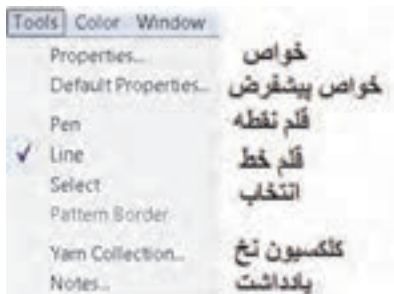 Tools Color Window
Properties... خواص
Default Properties... خواص پیشفرض
Pen قلم نقطه
Line قلم خط
Select انتخاب
Pattern Border
Yarn Collection... کلکسیون نخ
Notes... یادداشت